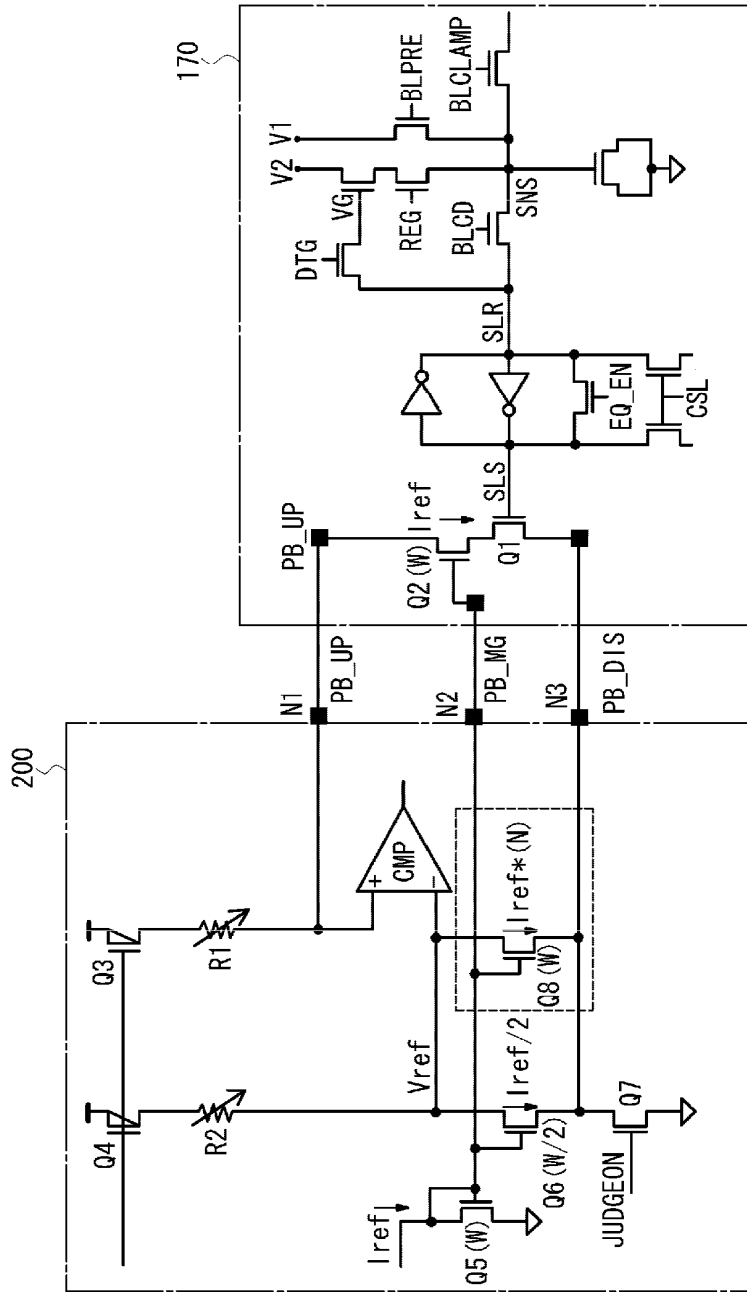 200
170
Q4
Q3
R2
R1
CMP
+
-
Vref
Iref
Q5(W)
Iref/2
Q6(W/2)
Iref*(N)
Q8(W)
JUDGEON
Q7
N1
PB_UP
N2
PB_MG
N3
PB_DIS
PB_UP
Iref
Q2(W)
Q1
SLS
SLR
EQ_EN
CSL
DTG
VG
V2
V1
REG
BLPRE
BLCD
SNS
BLCLAMP